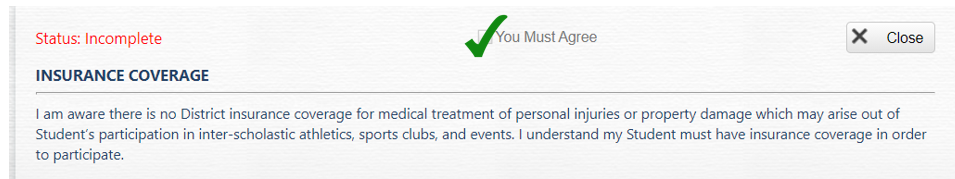 Status: Incomplete
You Must Agree
Close
INSURANCE COVERAGE
I am aware there is no District insurance coverage for medical treatment of personal injuries or property damage which may arise out of
Student's participation in inter-scholastic athletics, sports clubs, and events. I understand my Student must have insurance coverage in order
to participate.